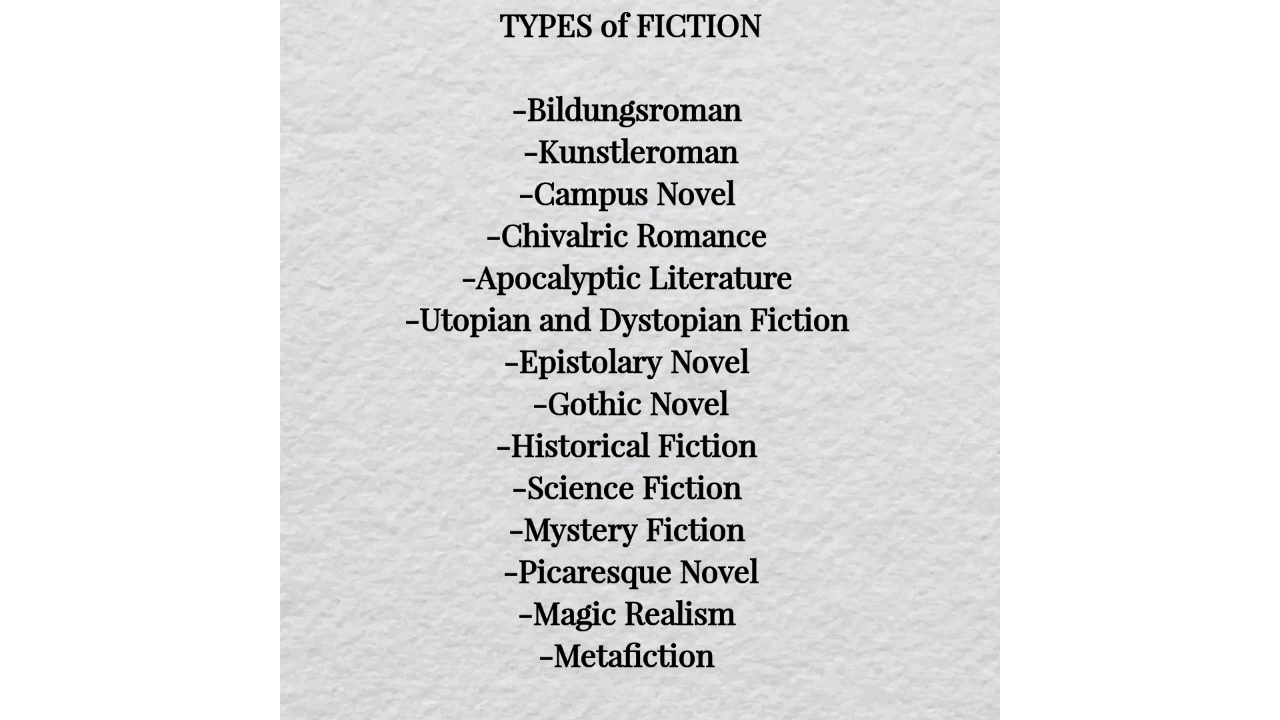 TYPES of FICTION
-Bildungsroman
-Kunstleroman
-Campus Novel
-Chivalric Romance
-Apocalyptic Literature
-Utopian and Dystopian Fiction
-Epistolary Novel
-Gothic Novel
-Historical Fiction
-Science Fiction
-Mystery Fiction
-Picaresque Novel
-Magic Realism
-Metafiction